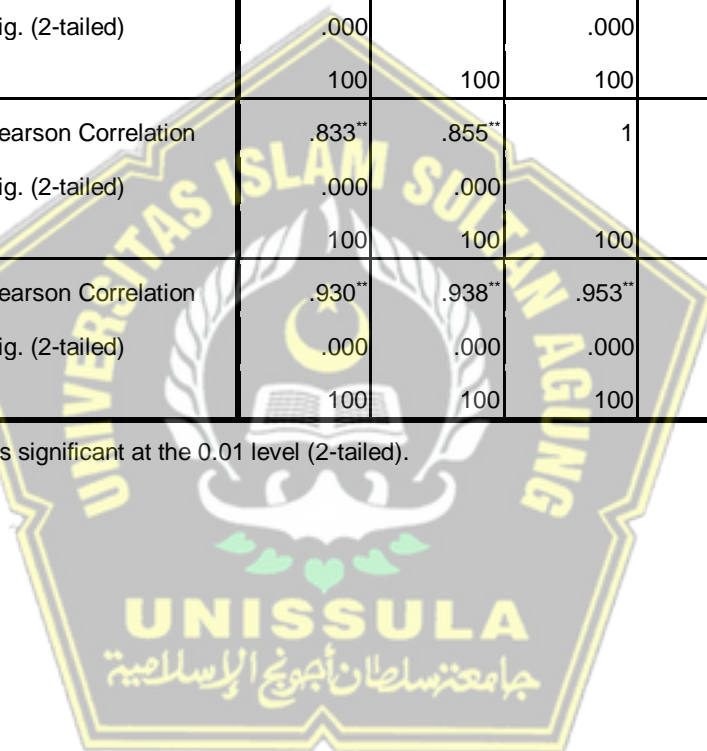 ig. (2-tailed) .000 .000
100 100 100
earson Correlation .833** .855** 1
ig. (2-tailed) .000 .000
100 100 100
earson Correlation .930** .938** .953**
ig. (2-tailed) .000 .000 .000
100 100 100
s significant at the 0.01 level (2-tailed).
UNIVERSITAS ISLAM SULTAN AGUNG
UNISSULA
جامعة سلطان أجونج الإسلامية